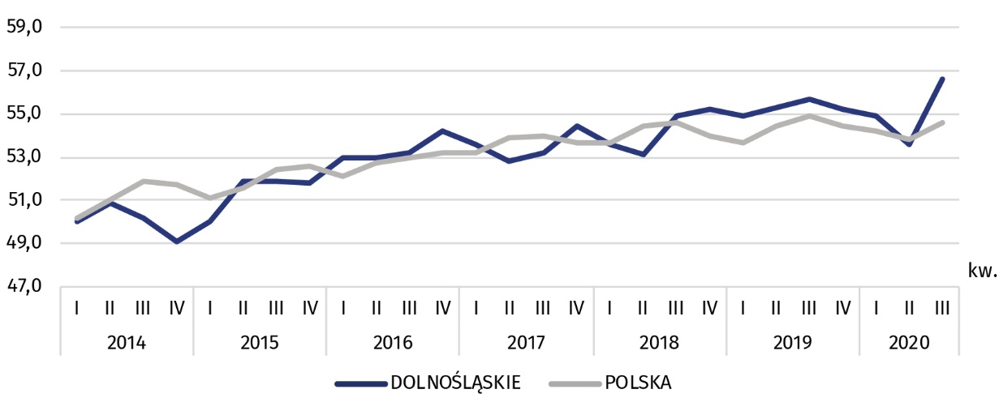 59,0
57,0
55,0
53,0
51,0
49,0
47,0
kw.
I II III IV I II III IV I II III IV I II III IV I II III IV I II III IV I II III
2014 2015 2016 2017 2018 2019 2020
DOLNOŚLĄSKIE POLSKA